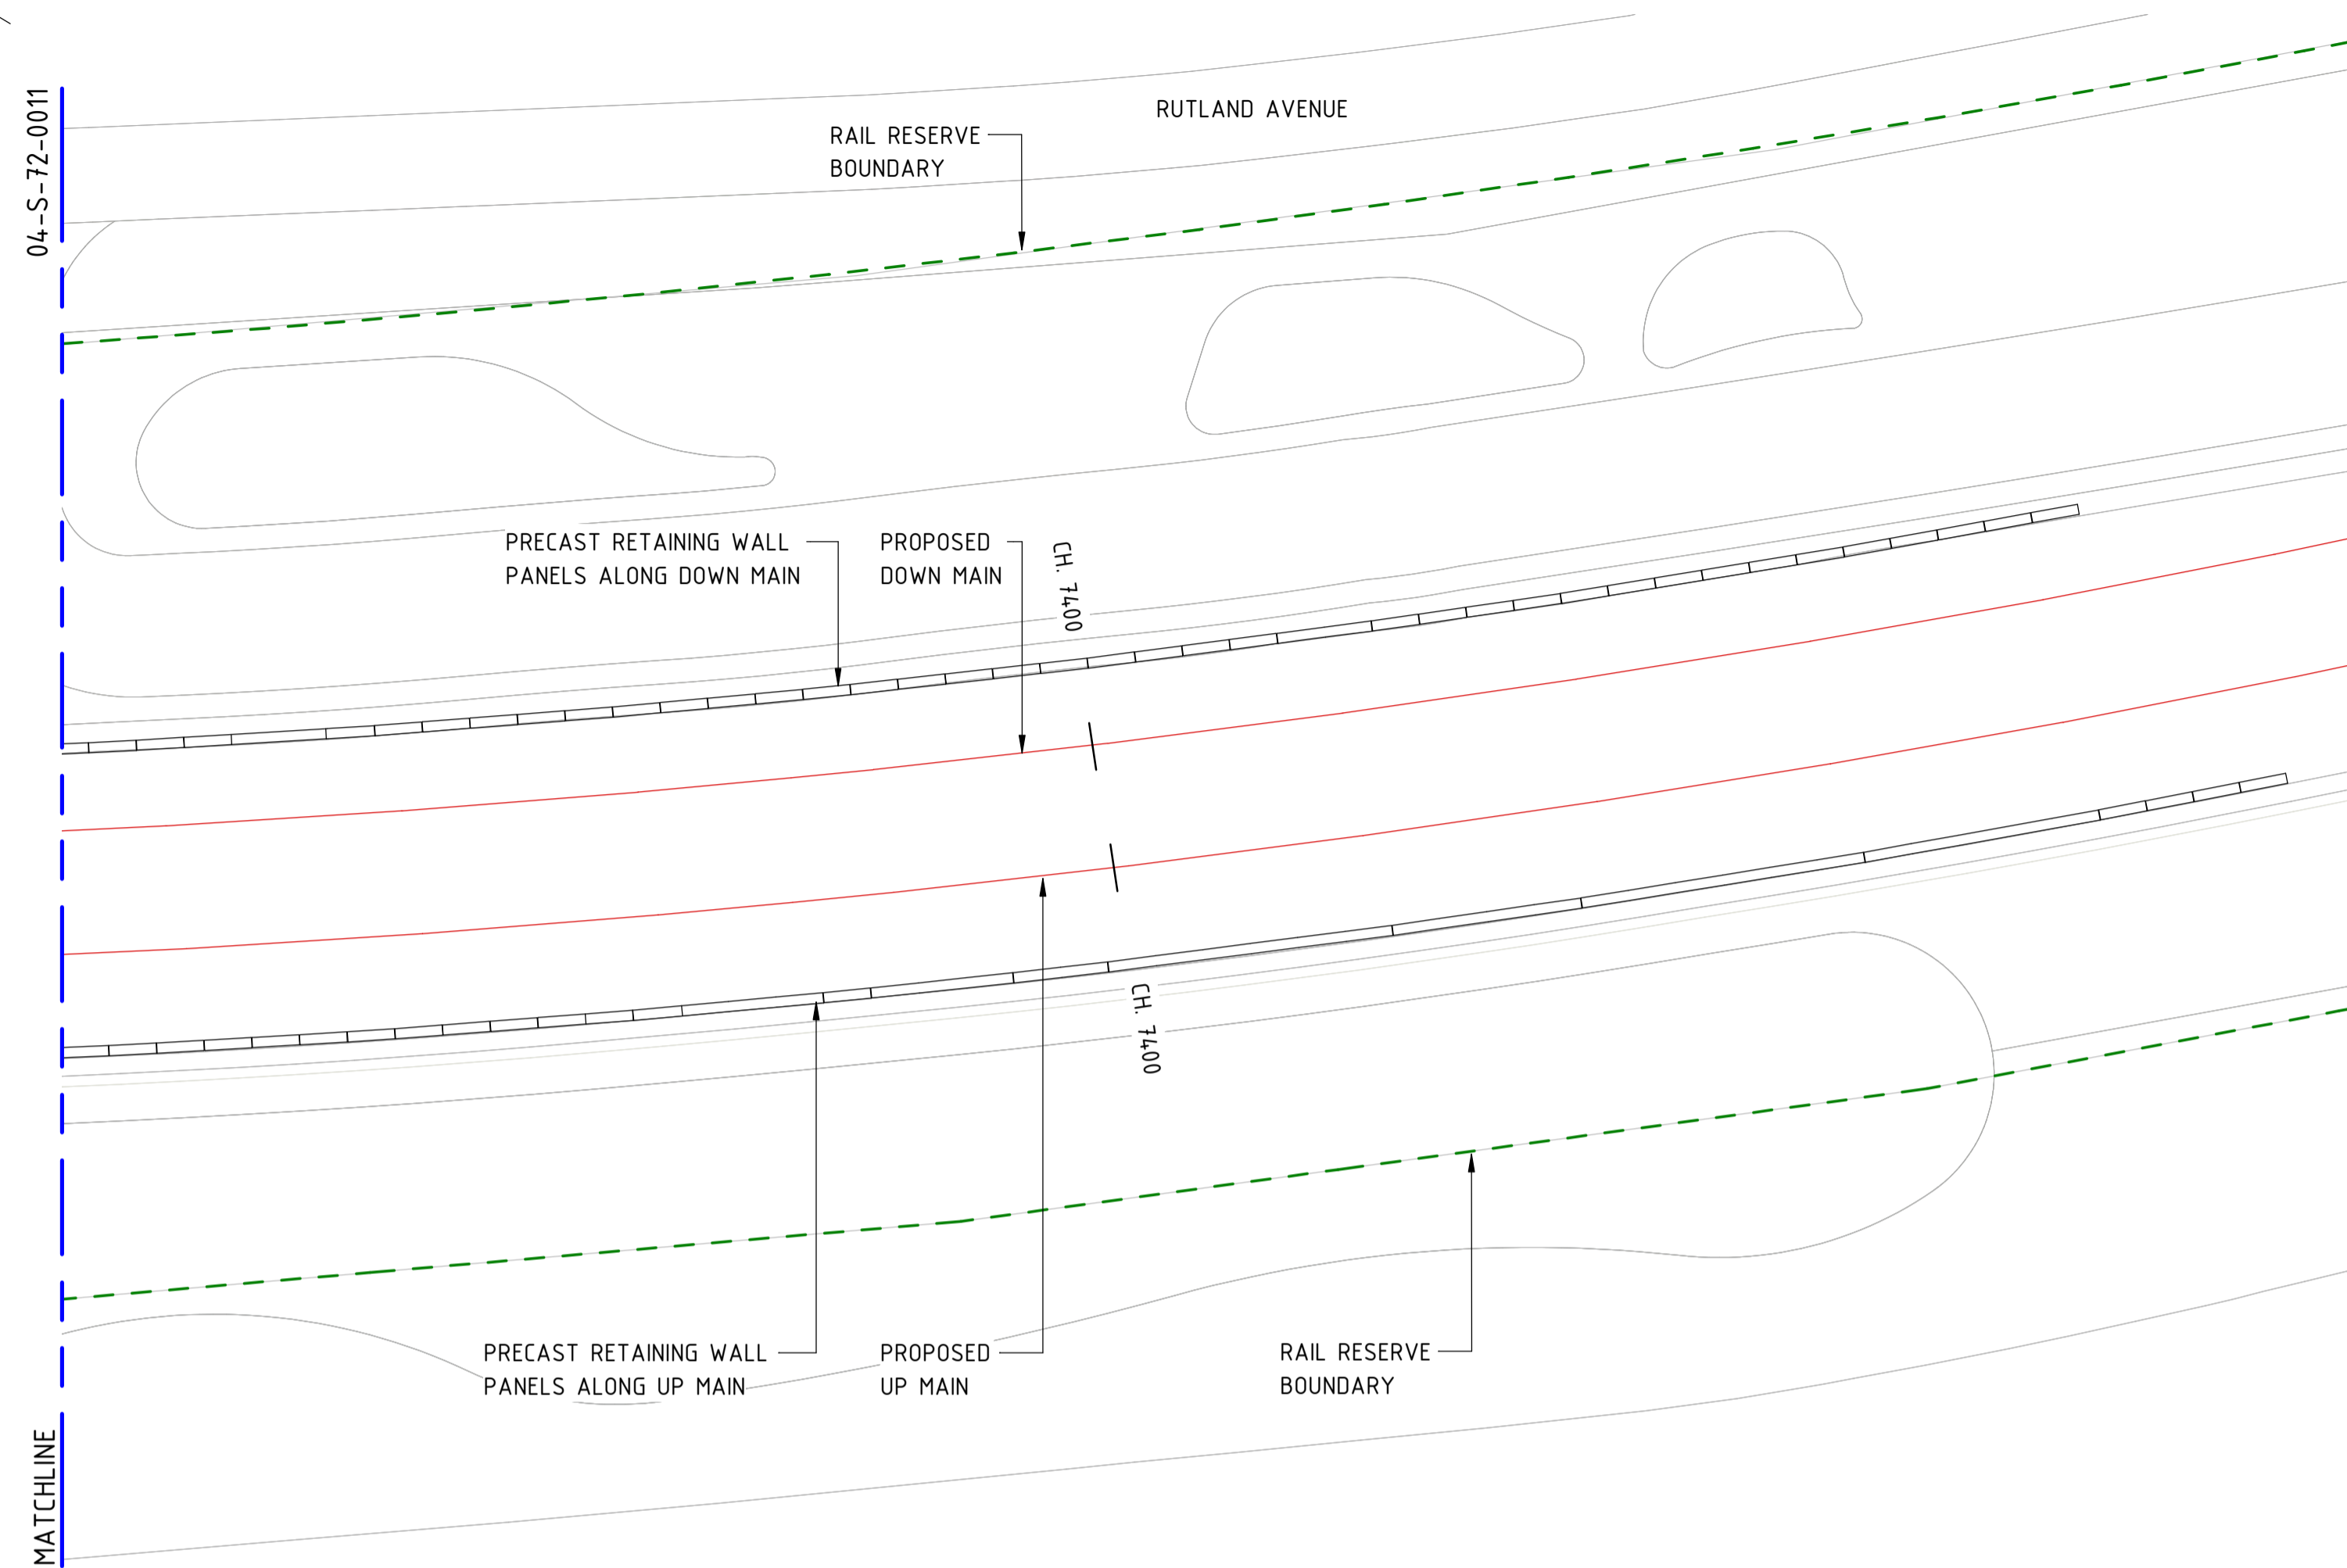 04-S-72-0011
RUTLAND AVENUE
RAIL RESERVE
BOUNDARY
PRECAST RETAINING WALL
PANELS ALONG DOWN MAIN
PROPOSED
DOWN MAIN
CH. 7400
CH. 7400
PRECAST RETAINING WALL
PANELS ALONG UP MAIN
PROPOSED
UP MAIN
RAIL RESERVE
BOUNDARY
MATCHLINE